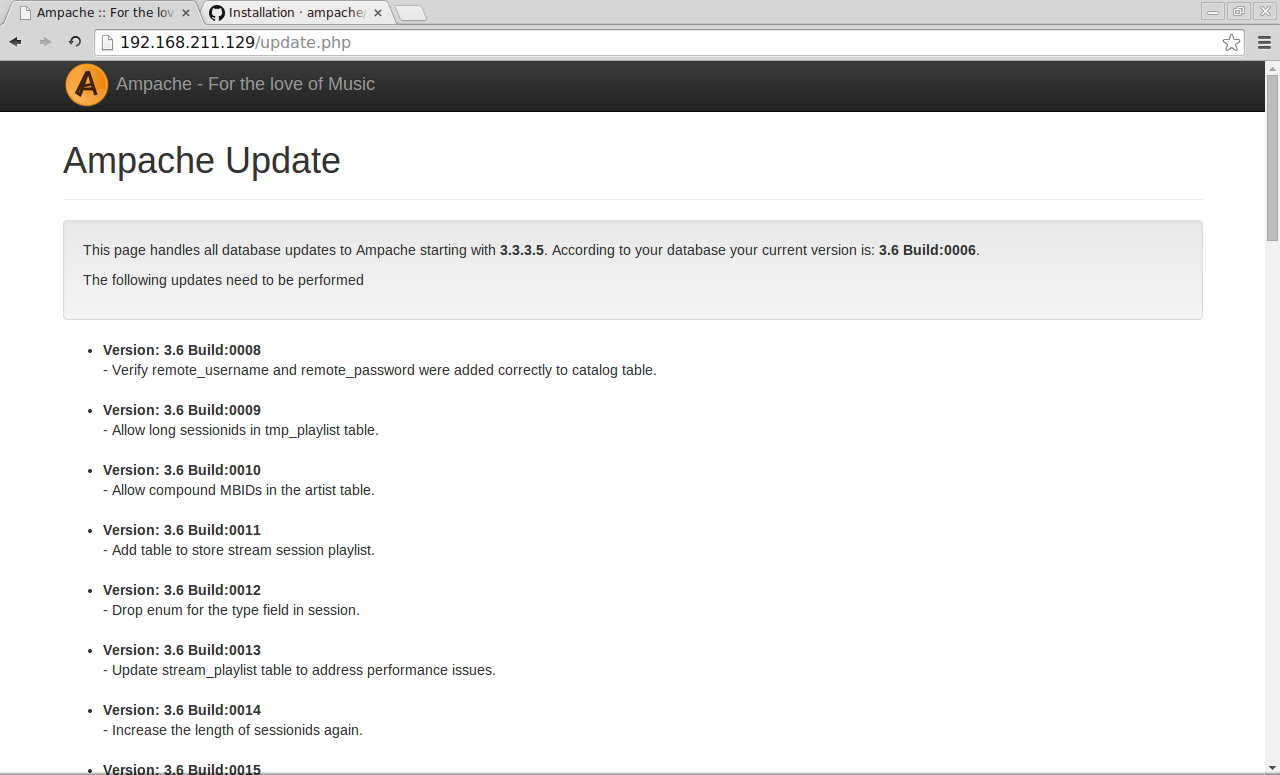 Ampache :: For the lov
Installation · ampache/
192.168.211.129/update.php
Ampache - For the love of Music
Ampache Update
This page handles all database updates to Ampache starting with 3.3.3.5. According to your database your current version is: 3.6 Build:0006.
The following updates need to be performed
• Version: 3.6 Build:0008
- Verify remote_username and remote_password were added correctly to catalog table.
• Version: 3.6 Build:0009
- Allow long sessionids in tmp_playlist table.
• Version: 3.6 Build:0010
- Allow compound MBIDs in the artist table.
• Version: 3.6 Build:0011
- Add table to store stream session playlist.
• Version: 3.6 Build:0012
- Drop enum for the type field in session.
• Version: 3.6 Build:0013
- Update stream_playlist table to address performance issues.
• Version: 3.6 Build:0014
- Increase the length of sessionids again.
• Version: 3.6 Build:0015